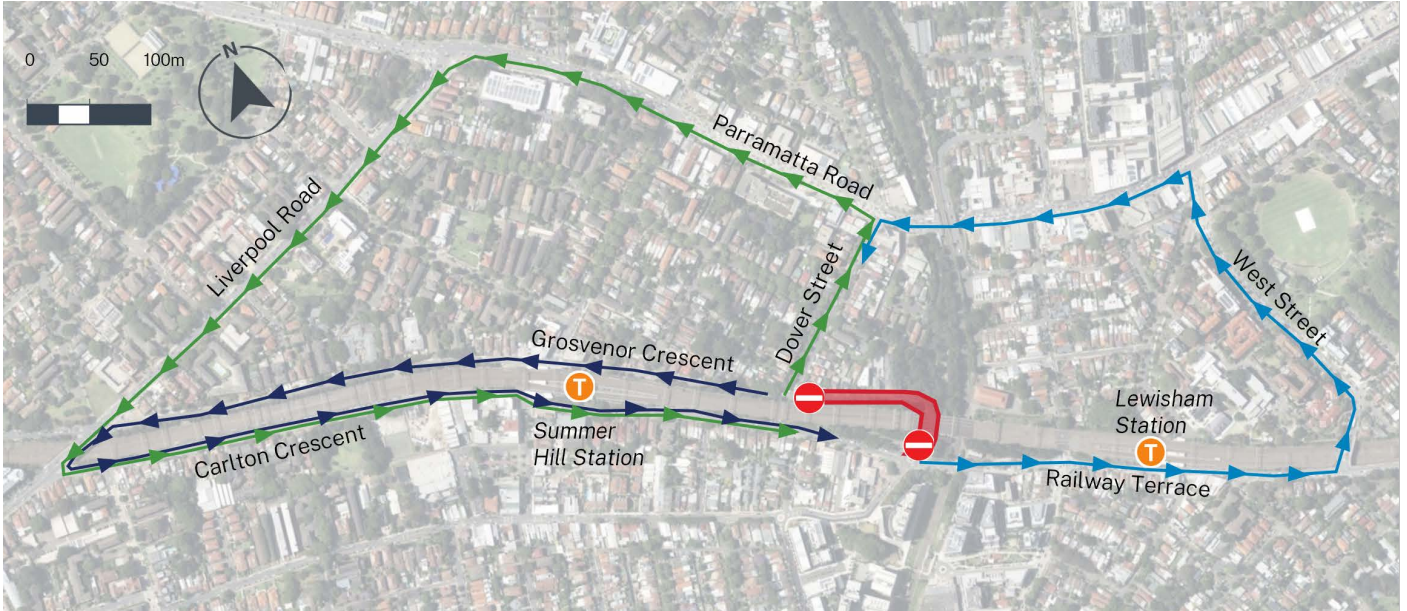 N
0 50 100m
Parramatta Road
Liverpool Road
West Street
Dover Street
Grosvenor Crescent
T
Summer
Hill Station
Carlton Crescent
Lewisham
Station
T
Railway Terrace